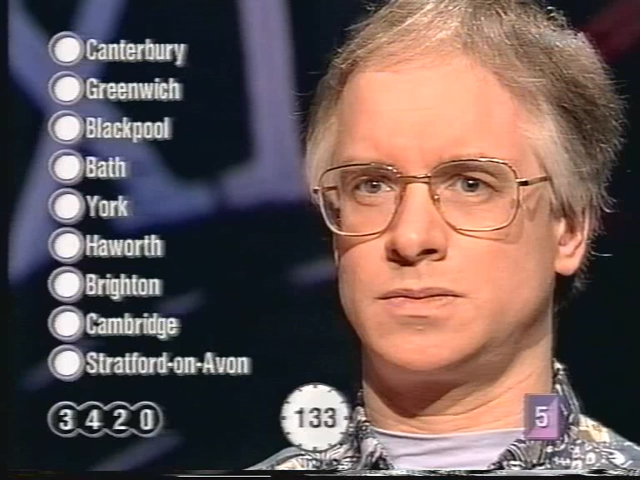 Canterbury
Greenwich
Blackpool
Bath
York
Haworth
Brighton
Cambridge
Stratford-on-Avon
3420 133 5